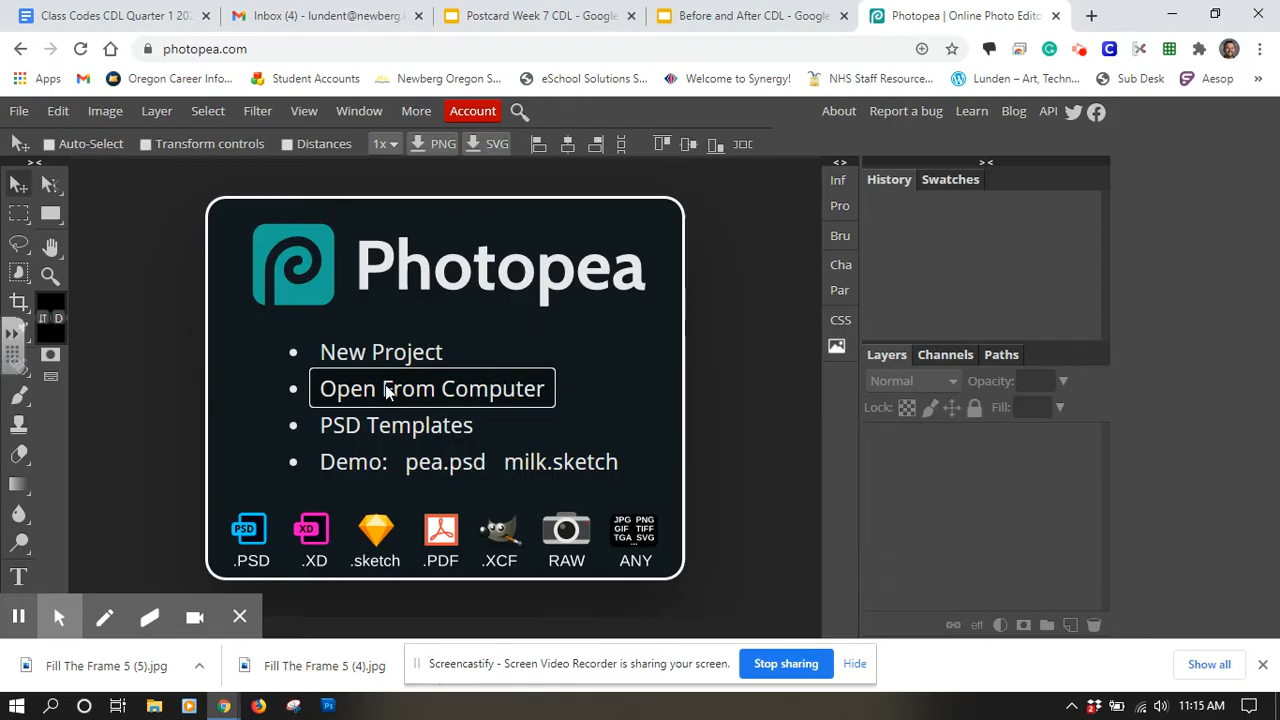 Class Codes CDL Quarter 1 20
Inbox (4) – lundent@newberg
Postcard Week 7 CDL - Google
Before and After CDL - Google
Photopea | Online Photo Edito
photopea.com
Apps
Oregon Career Info...
Student Accounts
Newberg Oregon S...
eSchool Solutions S...
Welcome to Synergy!
NHS Staff Resource...
Lunden – Art, Techn...
Sub Desk
Aesop
File Edit Image Layer Select Filter View Window More Account
About Report a bug Learn Blog API
Auto-Select Transform controls Distances 1x PNG SVG
Inf
Pro
Bru
Cha
Par
CSS
History Swatches
Photopea
New Project
Open From Computer
PSD Templates
Demo: pea.psd milk.sketch
PSD XD JPG PNG
GIF TIFF
TGA SVG
...
.PSD .XD .sketch .PDF .XCF RAW ANY
D
T
Layers Channels Paths
Normal Opacity:
Lock: Fill:
eff
Fill The Frame 5 (5).jpg
Fill The Frame 5 (4).jpg
Screencastify - Screen Video Recorder is sharing your screen.
Stop sharing
Hide
Show all
11:15 AM